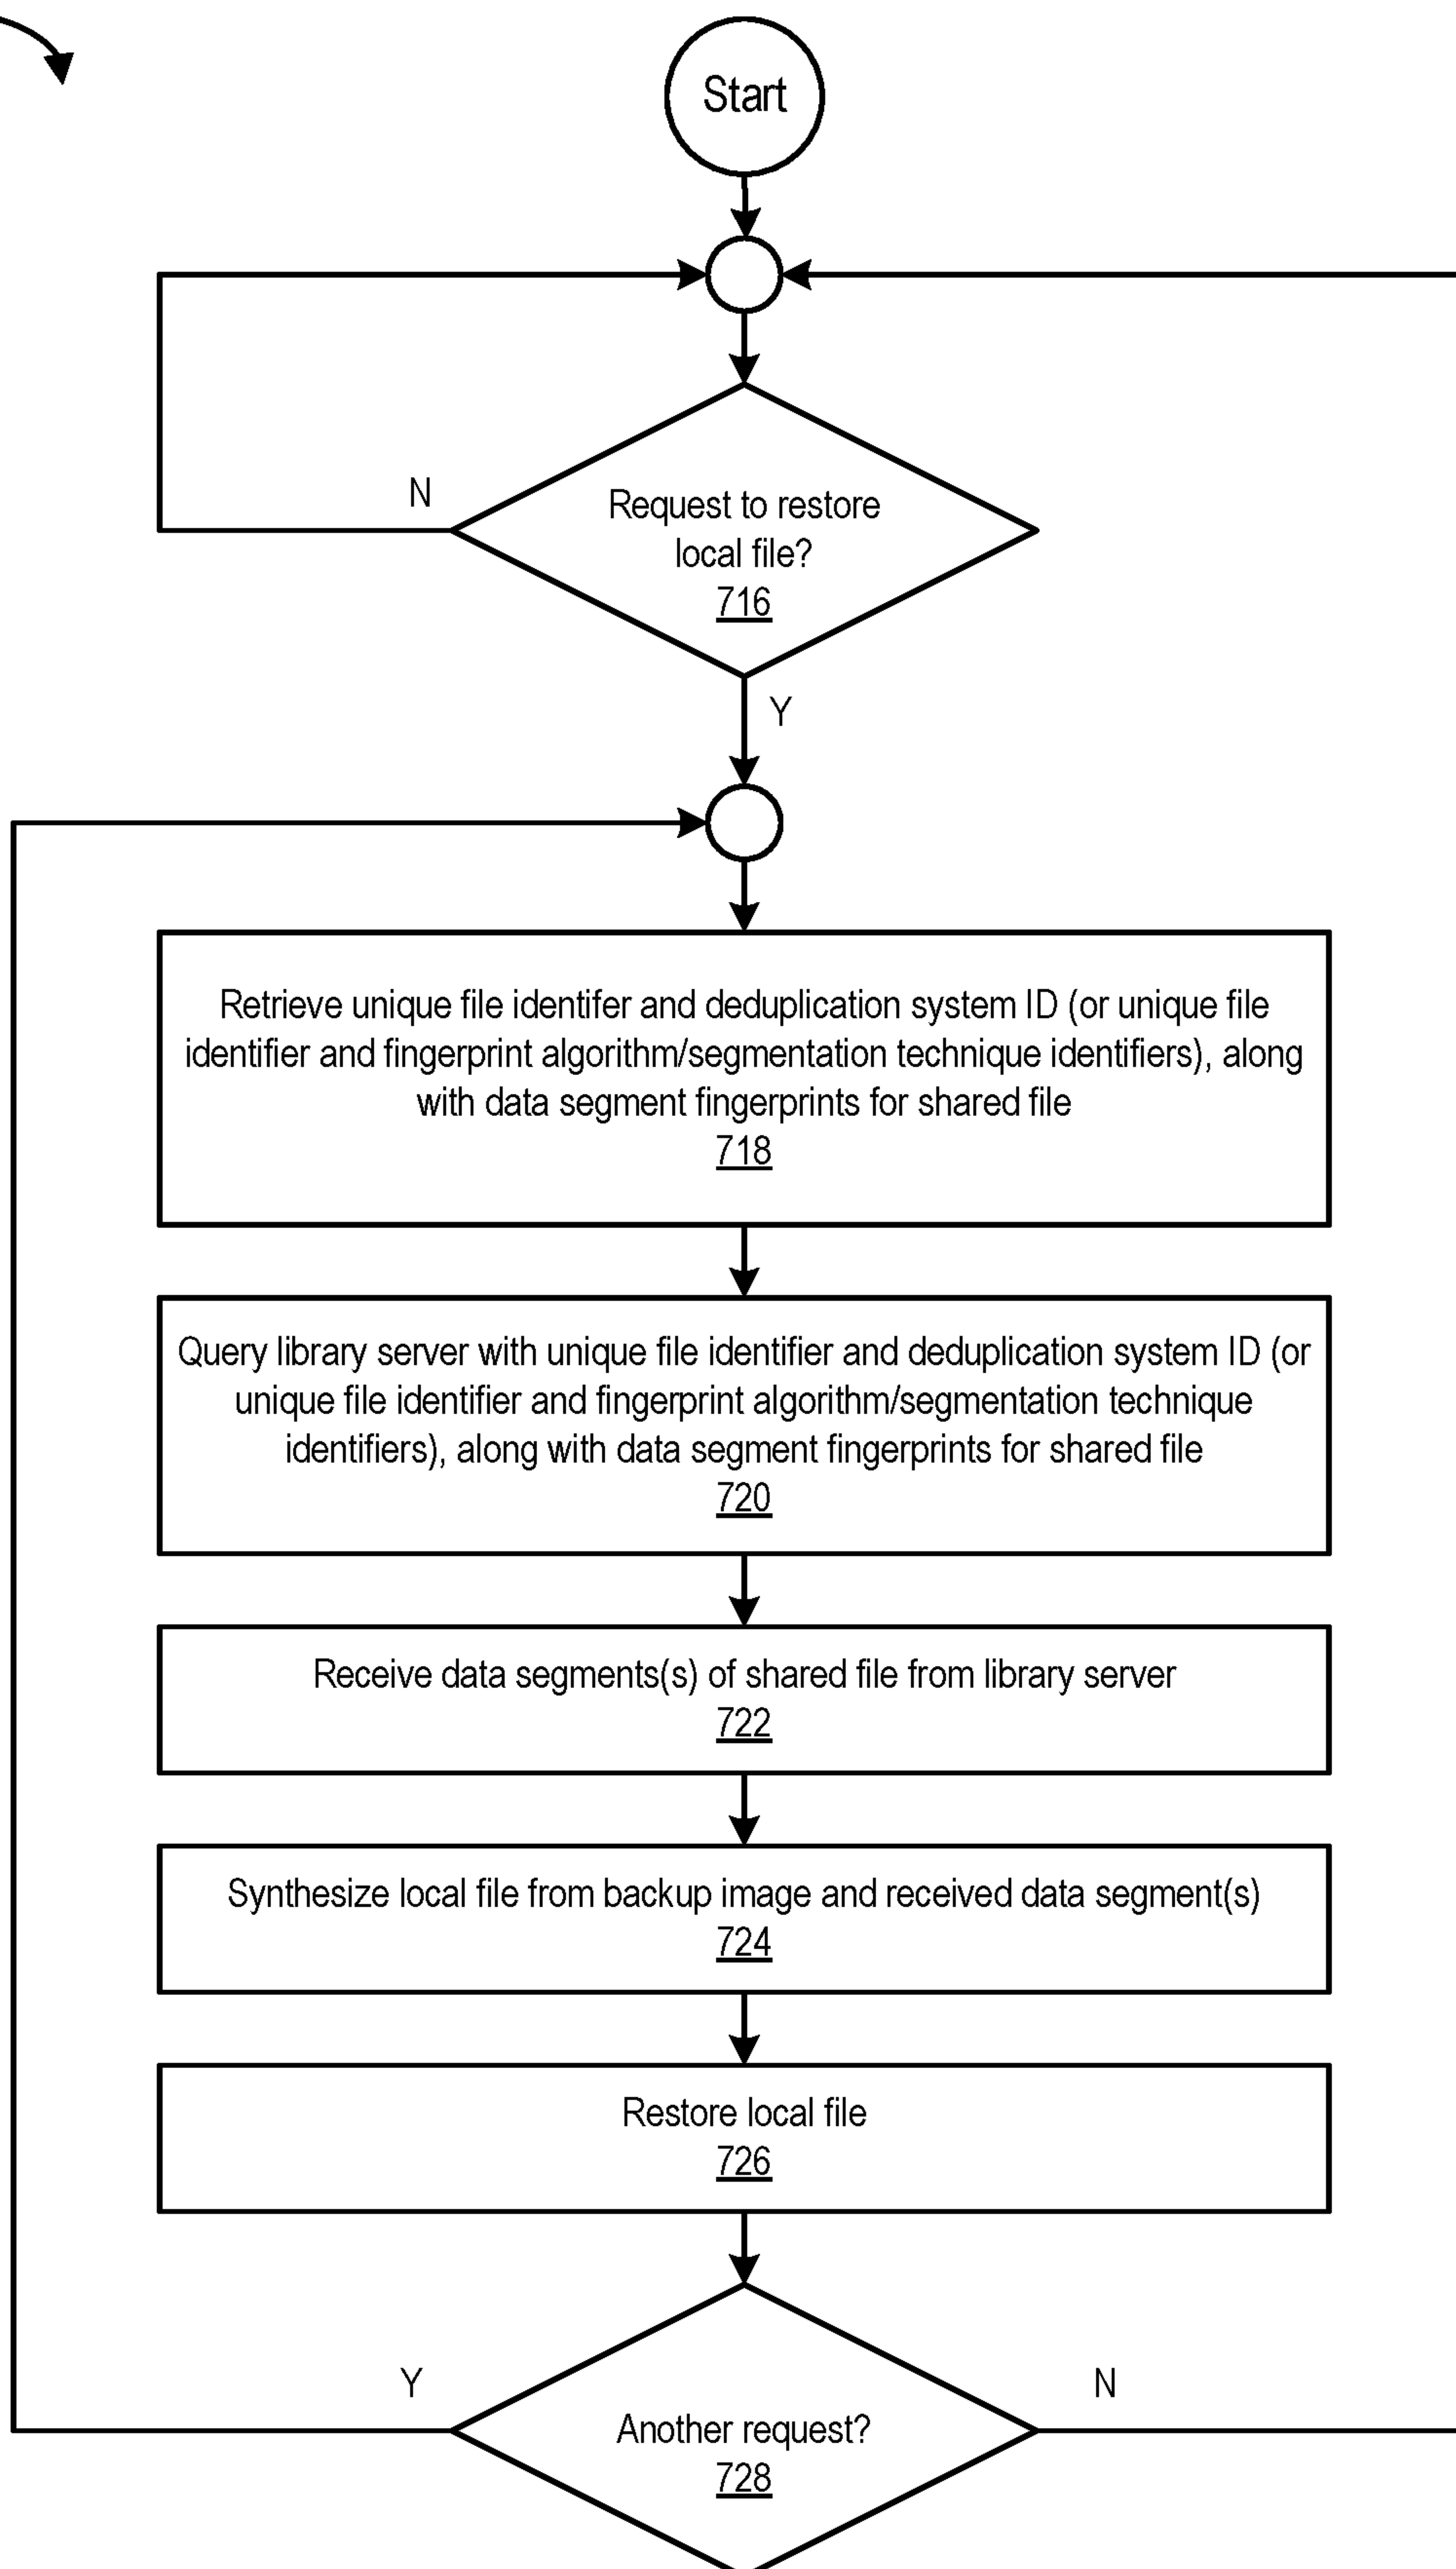 Start
N
Request to restore
local file?
716
Y
Retrieve unique file identifer and deduplication system ID (or unique file
identifier and fingerprint algorithm/segmentation technique identifiers), along
with data segment fingerprints for shared file
718
Query library server with unique file identifier and deduplication system ID (or
unique file identifier and fingerprint algorithm/segmentation technique
identifiers), along with data segment fingerprints for shared file
720
Receive data segments(s) of shared file from library server
722
Synthesize local file from backup image and received data segment(s)
724
Restore local file
726
Y
N
Another request?
728